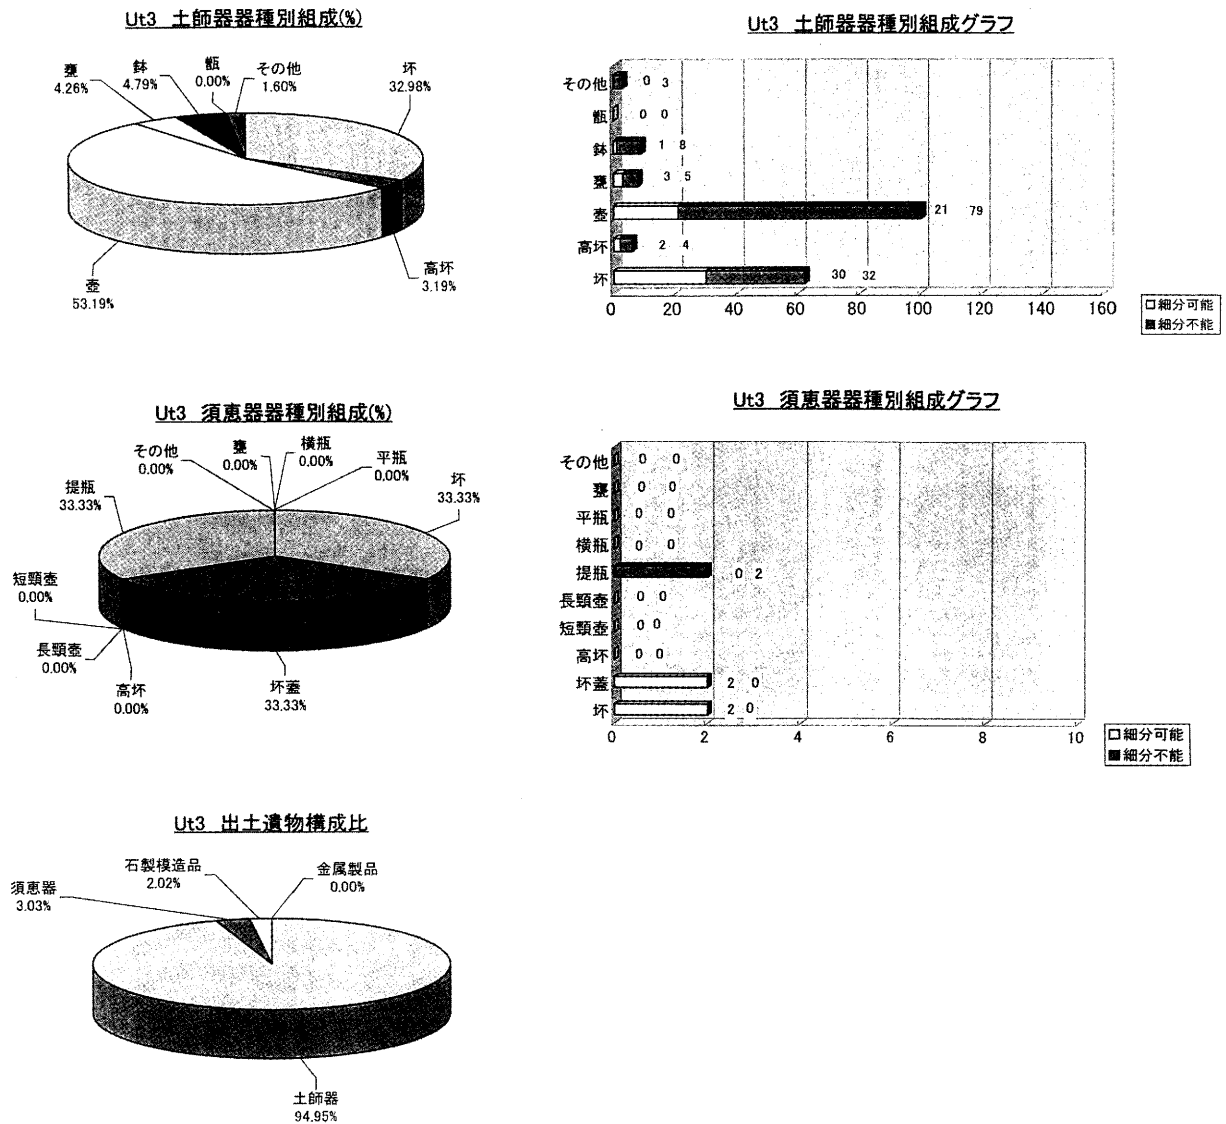 Ut3 土師器器種別組成(%)
甕
4.26%
鉢
4.79%
甑
0.00%
その他
1.60%
坏
32.98%
壺
53.19%
高坏
3.19%
Ut3 土師器器種別組成グラフ
その他 0 3
甑 0 0
鉢 1 8
甕 3 5
壺 21 79
高坏 2 4
坏 30 32
0 20 40 60 80 100 120 140 160
□細分可能
■細分不能
Ut3 須恵器器種別組成(%)
その他
0.00%
甕
0.00%
横瓶
0.00%
平瓶
0.00%
坏
33.33%
提瓶
33.33%
短頸壺
0.00%
長頸壺
0.00%
高坏
0.00%
坏蓋
33.33%
Ut3 須恵器器種別組成グラフ
その他 0 0
甕 0 0
平瓶 0 0
横瓶 0 0
提瓶 0 2
長頸壺 0 0
短頸壺 0 0
高坏 0 0
坏蓋 2 0
坏 2 0
0 2 4 6 8 10
□細分可能
■細分不能
Ut3 出土遺物構成比
須恵器
3.03%
石製模造品
2.02%
金属製品
0.00%
土師器
94.95%